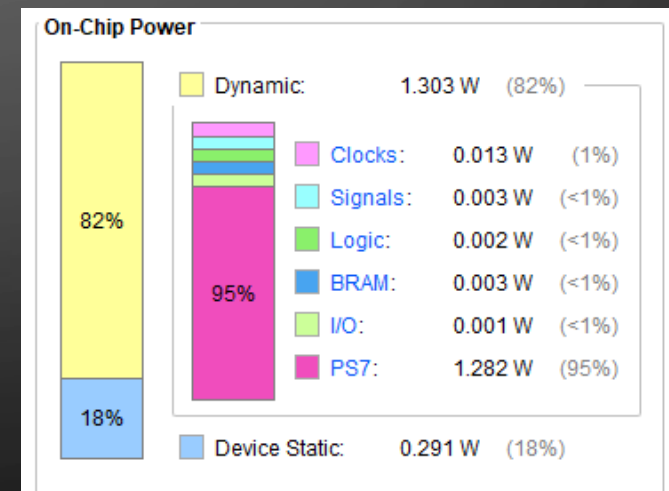 On-Chip Power
Dynamic: 1.303 W (82%)
Clocks: 0.013 W (1%)
Signals: 0.003 W (<1%)
82%
Logic: 0.002 W (<1%)
95%
BRAM: 0.003 W (<1%)
I/O: 0.001 W (<1%)
PS7: 1.282 W (95%)
18%
Device Static: 0.291 W (18%)